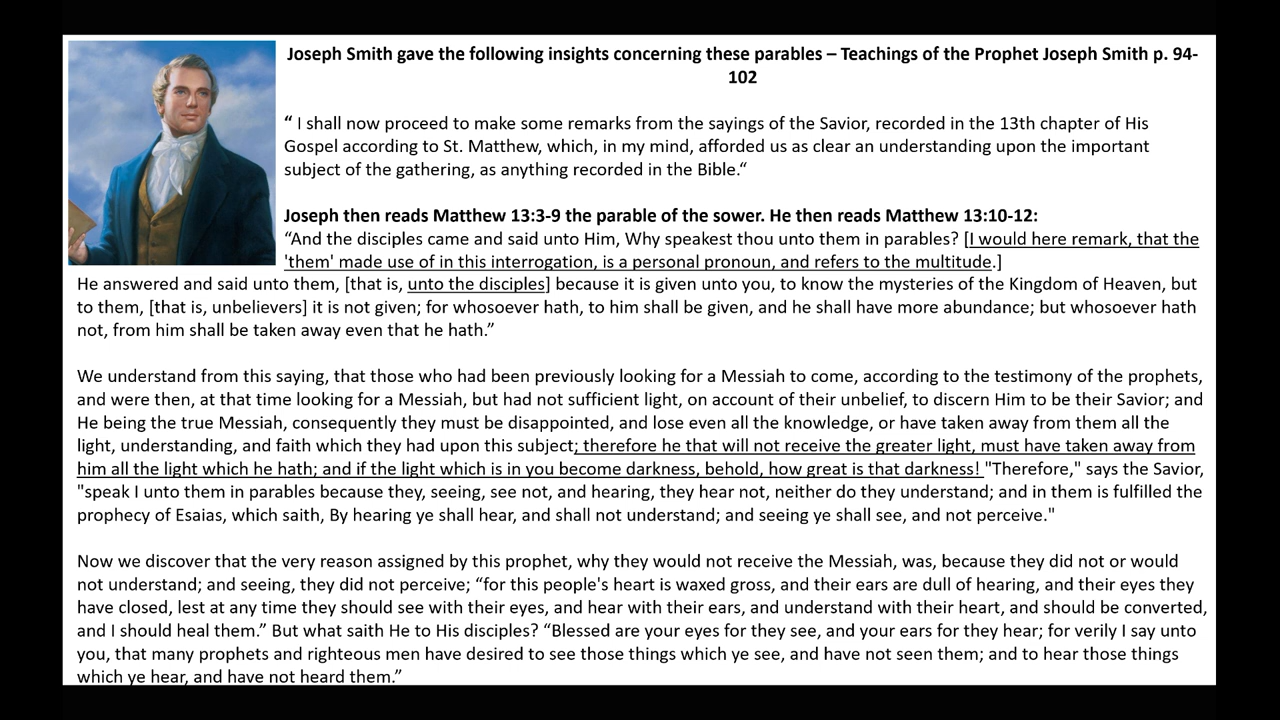 Joseph Smith gave the following insights concerning these parables – Teachings of the Prophet Joseph Smith p. 94-
102
“ I shall now proceed to make some remarks from the sayings of the Savior, recorded in the 13th chapter of His
Gospel according to St. Matthew, which, in my mind, afforded us as clear an understanding upon the important
subject of the gathering, as anything recorded in the Bible.“
Joseph then reads Matthew 13:3-9 the parable of the sower. He then reads Matthew 13:10-12:
“And the disciples came and said unto Him, Why speakest thou unto them in parables? [I would here remark, that the
'them' made use of in this interrogation, is a personal pronoun, and refers to the multitude.]
He answered and said unto them, [that is, unto the disciples] because it is given unto you, to know the mysteries of the Kingdom of Heaven, but
to them, [that is, unbelievers] it is not given; for whosoever hath, to him shall be given, and he shall have more abundance; but whosoever hath
not, from him shall be taken away even that he hath.”
We understand from this saying, that those who had been previously looking for a Messiah to come, according to the testimony of the prophets,
and were then, at that time looking for a Messiah, but had not sufficient light, on account of their unbelief, to discern Him to be their Savior; and
He being the true Messiah, consequently they must be disappointed, and lose even all the knowledge, or have taken away from them all the
light, understanding, and faith which they had upon this subject; therefore he that will not receive the greater light, must have taken away from
him all the light which he hath; and if the light which is in you become darkness, behold, how great is that darkness! "Therefore," says the Savior,
"speak I unto them in parables because they, seeing, see not, and hearing, they hear not, neither do they understand; and in them is fulfilled the
prophecy of Esaias, which saith, By hearing ye shall hear, and shall not understand; and seeing ye shall see, and not perceive."
Now we discover that the very reason assigned by this prophet, why they would not receive the Messiah, was, because they did not or would
not understand; and seeing, they did not perceive; “for this people's heart is waxed gross, and their ears are dull of hearing, and their eyes they
have closed, lest at any time they should see with their eyes, and hear with their ears, and understand with their heart, and should be converted,
and I should heal them.” But what saith He to His disciples? “Blessed are your eyes for they see, and your ears for they hear; for verily I say unto
you, that many prophets and righteous men have desired to see those things which ye see, and have not seen them; and to hear those things
which ye hear, and have not heard them.”